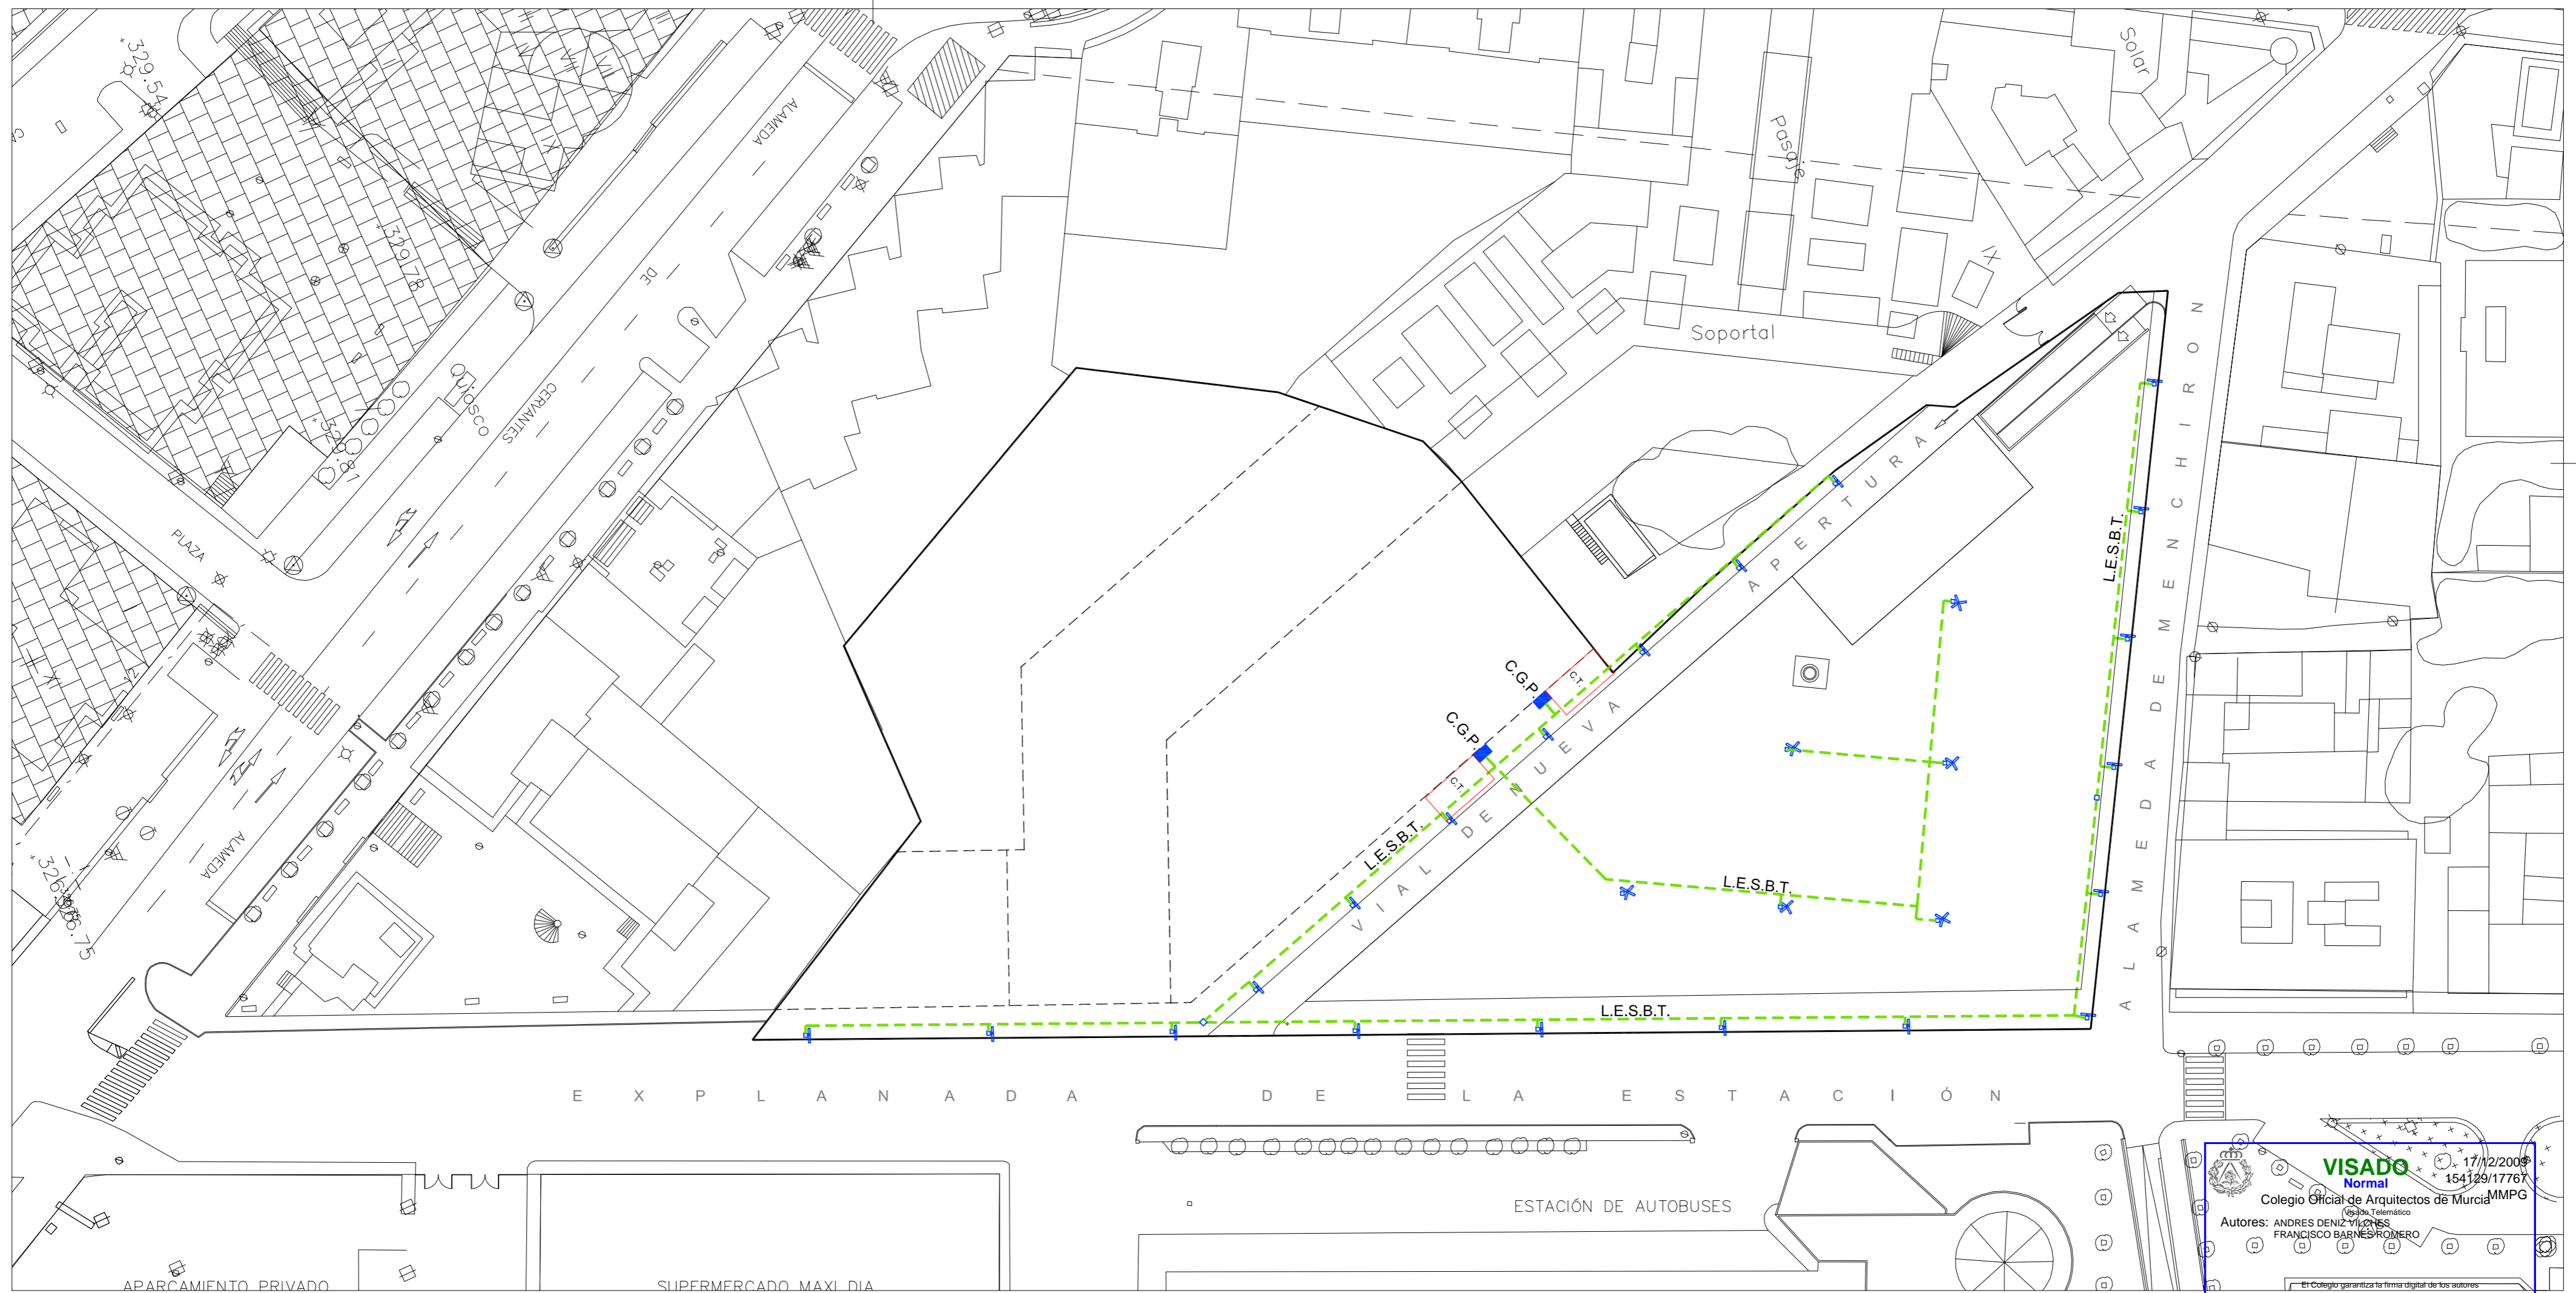 +329.54
ALAMEDA
DE
CERVANTES
+329.78
Quiosco
PLAZA
ALAMEDA
Solar
Pasaje
IX
Soportal
VIAL DE NUEVA APERTURA
ALAMEDA DE MENCHIRON
L.E.S.B.T.
C.G.P.
C.T.
C.G.P.
C.T.
L.E.S.B.T.
L.E.S.B.T.
L.E.S.B.T.
EXPLANADA DE LA ESTACIÓN
ESTACIÓN DE AUTOBUSES
APARCAMIENTO PRIVADO
SUPERMERCADO MAXI DIA
VISADO
Normal
17/12/2009
154129/17767
MMPG
Colegio Oficial de Arquitectos de Murcia
Visado Telemático
Autores: ANDRES DENIZ VILCHES
FRANCISCO BARNES ROMERO
El Colegio garantiza la firma digital de los autores